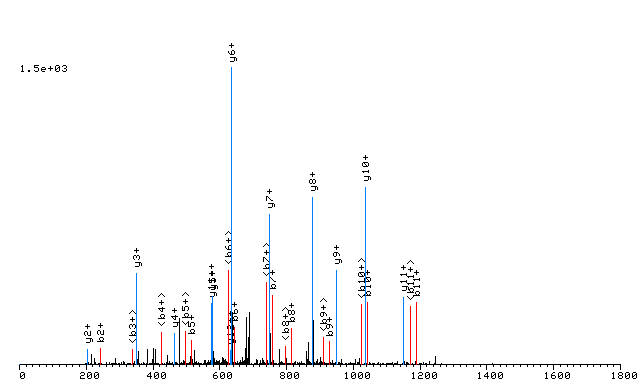 1.5e+03
y2+
b2+
b3+^
y3+
b4+^
y4+
b5+^
b5+
y5+
b6+^
y6+
b6+
b7+^
y7+
b7+
b8+^
b8+
y8+
b9+^
b9+
y9+
b10+^
y10+
b10+
y11+
b11+^
b11+
0 200 400 600 800 1000 1200 1400 1600 1800